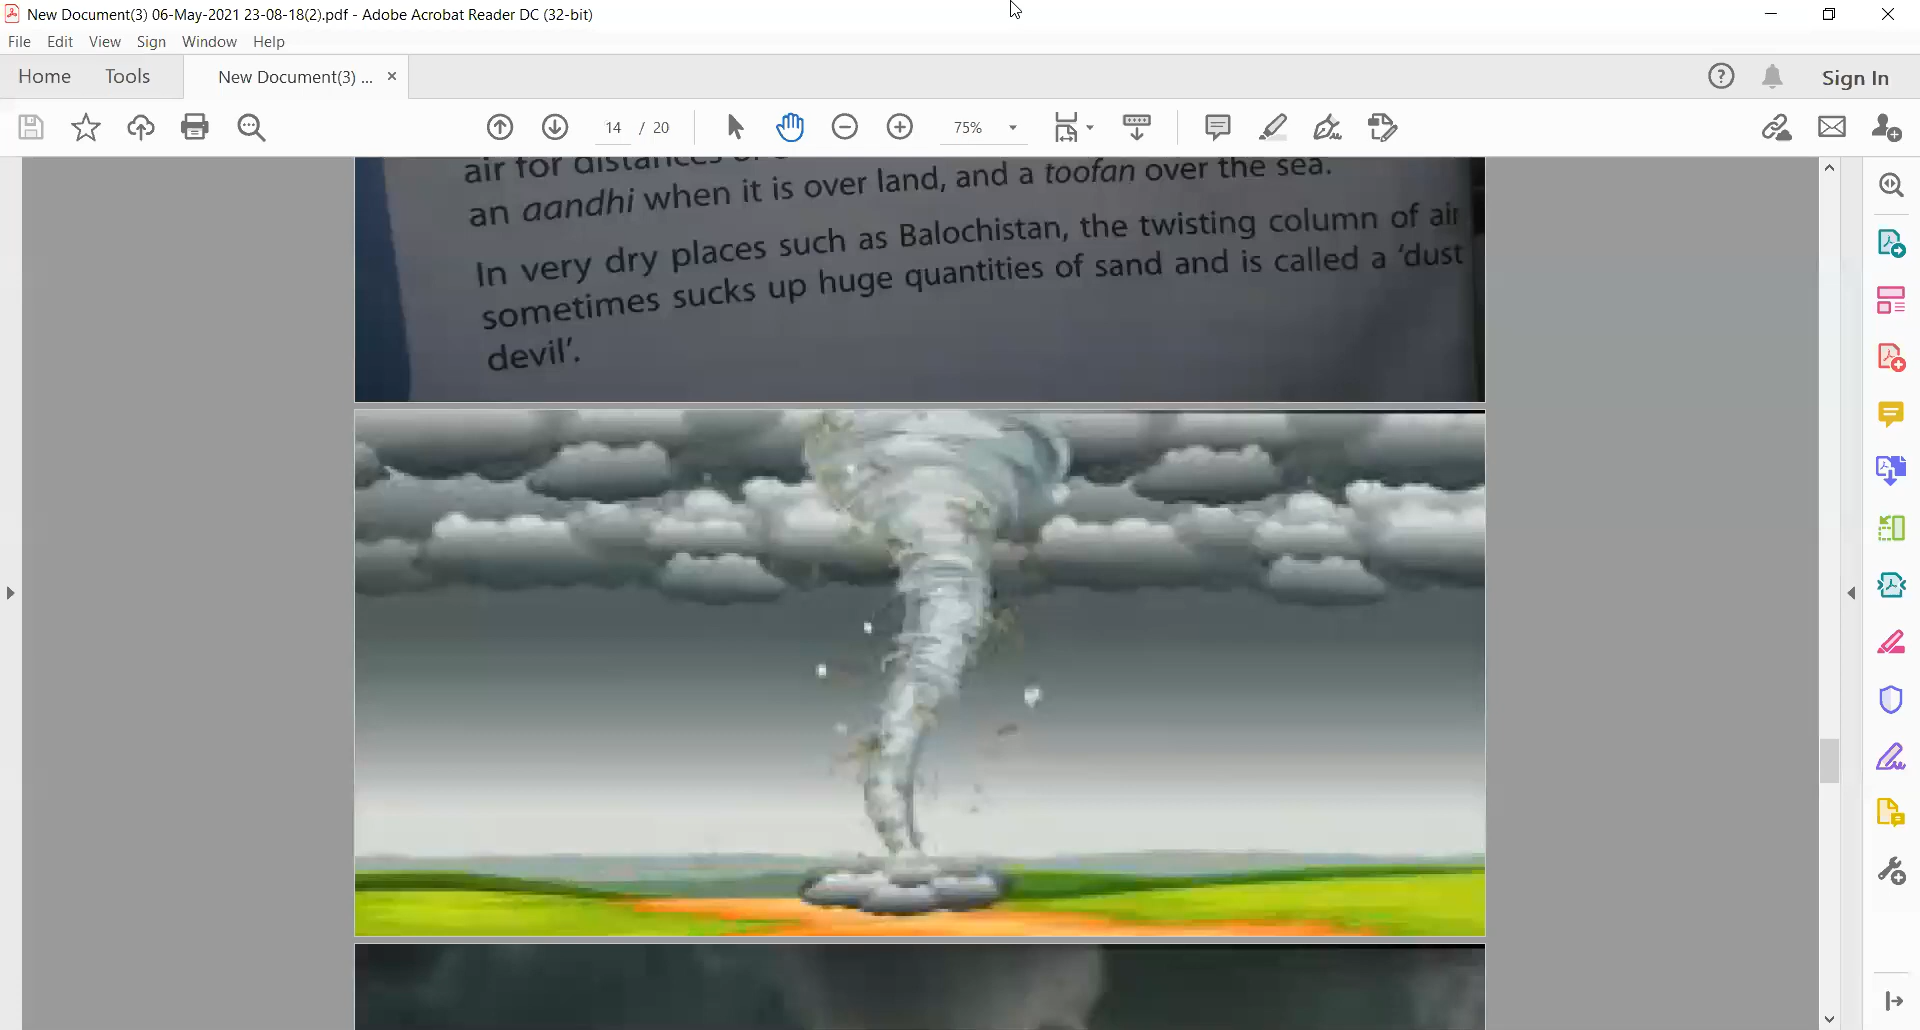 New Document(3) 06-May-2021 23-08-18(2).pdf - Adobe Acrobat Reader DC (32-bit)
File Edit View Sign Window Help
Home Tools New Document(3) ... × Sign In
14 / 20 75%
air for distances
an aandhi when it is over land, and a toofan over the sea.
In very dry places such as Balochistan, the twisting column of air
sometimes sucks up huge quantities of sand and is called a ‘dust
devil’.